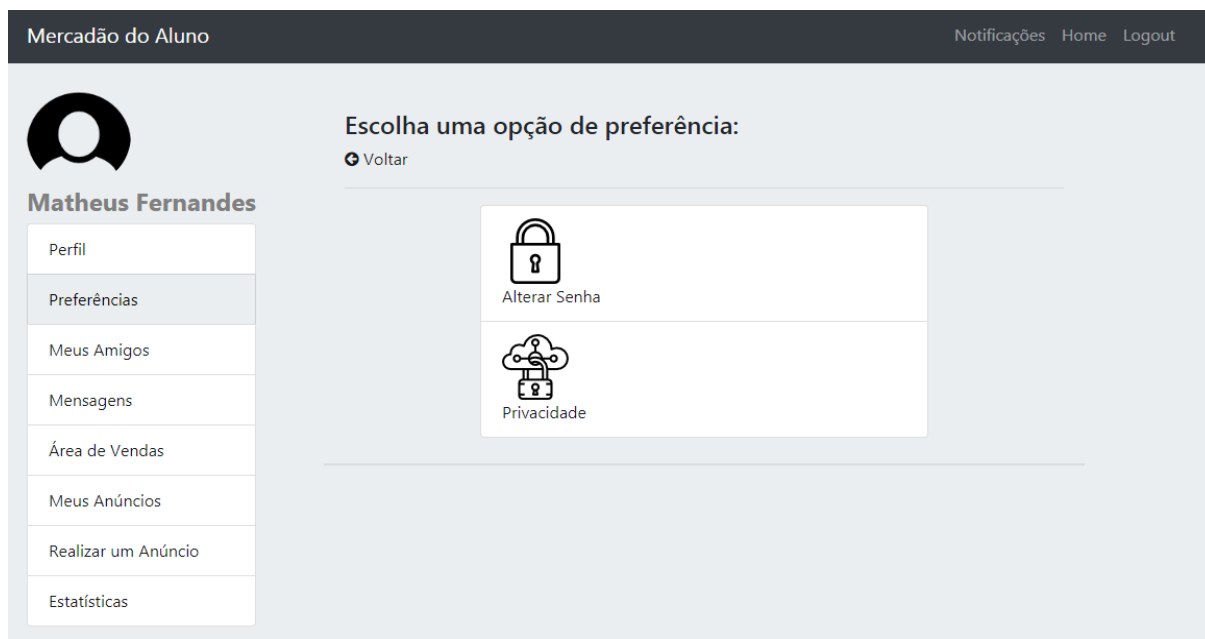 Mercadão do Aluno
Notificações Home Logout
Matheus Fernandes
Perfil
Preferências
Meus Amigos
Mensagens
Área de Vendas
Meus Anúncios
Realizar um Anúncio
Estatísticas
Escolha uma opção de preferência:
Voltar
Alterar Senha
Privacidade